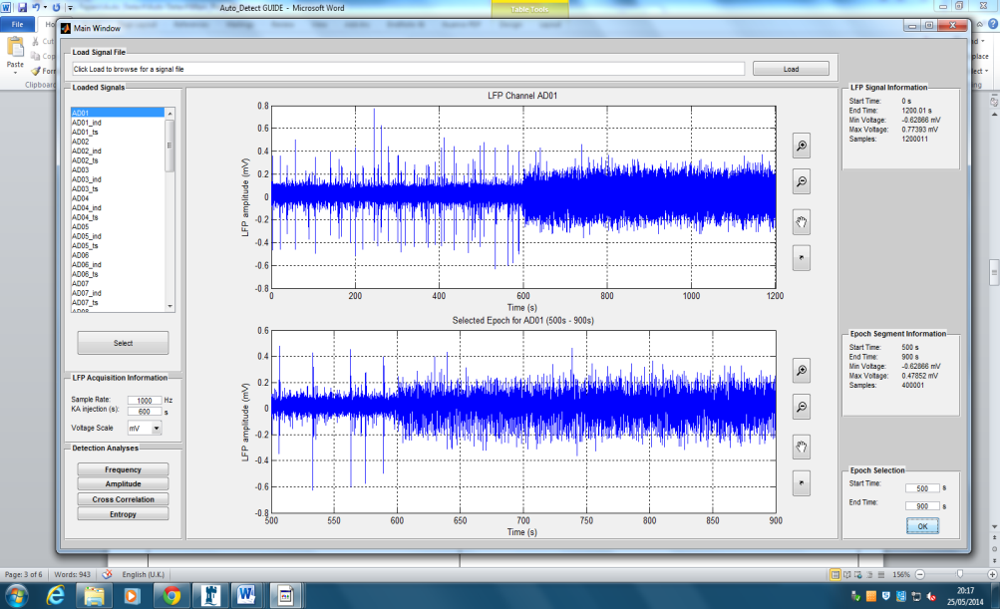 Auto_Detect GUIDE - Microsoft Word
Table Tools
File
Paste
Cut
Clipboard
Main Window
Load Signal File
Click Load to browse for a signal file
Load
Loaded Signals
AD01
AD01_ind
AD01_ts
AD02
AD02_ind
AD02_ts
AD03
AD03_ind
AD03_ts
AD04
AD04_ind
AD04_ts
AD05
AD05_ind
AD05_ts
AD06
AD06_ind
AD06_ts
AD07
AD07_ind
AD07_ts
AD08
Select
LFP Acquisition Information
Sample Rate: 1000 Hz
KA injection (s): 600 s
Voltage Scale mV
Detection Analyses
Frequency
Amplitude
Cross Correlation
Entropy
LFP Channel AD01
LFP amplitude (mV)
0.8
0.6
0.4
0.2
0
-0.2
-0.4
-0.6
-0.8
0 200 400 600 800 1000 1200
Time (s)
Selected Epoch for AD01 (500s - 900s)
LFP amplitude (mV)
0.6
0.4
0.2
0
-0.2
-0.4
-0.6
-0.8
500 550 600 650 700 750 800 850 900
Time (s)
LFP Signal Information
Start Time: 0 s
End Time: 1200.01 s
Min Voltage: -0.62866 mV
Max Voltage: 0.77393 mV
Samples: 1200011
Epoch Segment Information
Start Time: 500 s
End Time: 900 s
Min Voltage: -0.62866 mV
Max Voltage: 0.47852 mV
Samples: 400001
Epoch Selection
Start Time: 500 s
End Time: 900 s
OK
Page: 3 of 6 Words: 943 English (U.K.) 156%
20:17
25/05/2014